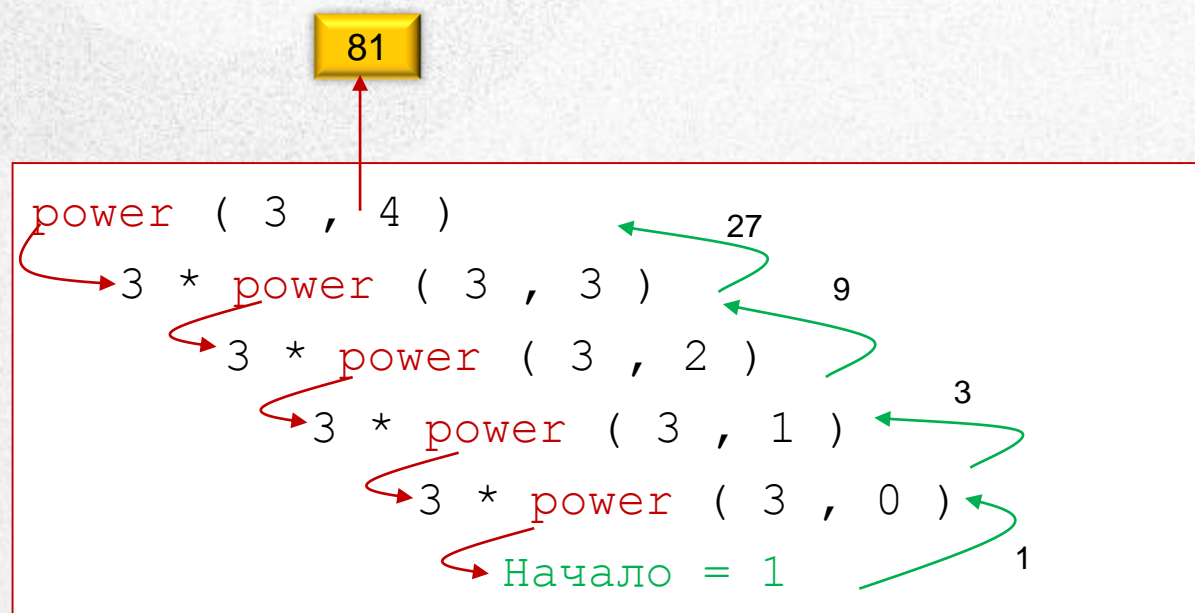 81
power ( 3 , 4 )
27
3 * power ( 3 , 3 )
9
3 * power ( 3 , 2 )
3
3 * power ( 3 , 1 )
3 * power ( 3 , 0 )
1
Начало = 1